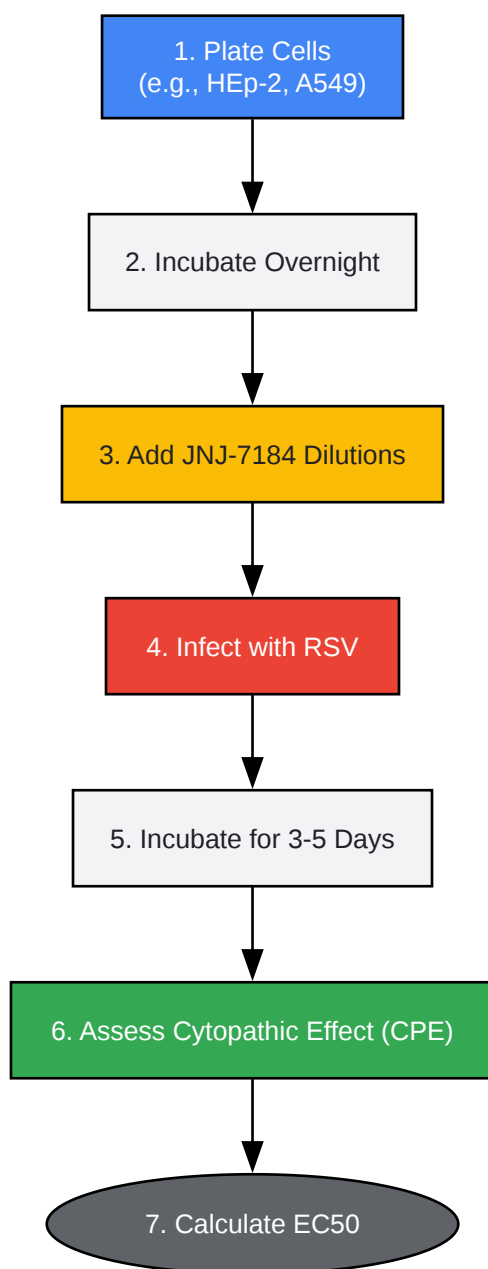 1. Plate Cells
(e.g., HEp-2, A549)
2. Incubate Overnight
3. Add JNJ-7184 Dilutions
4. Infect with RSV
5. Incubate for 3-5 Days
6. Assess Cytopathic Effect (CPE)
7. Calculate EC50